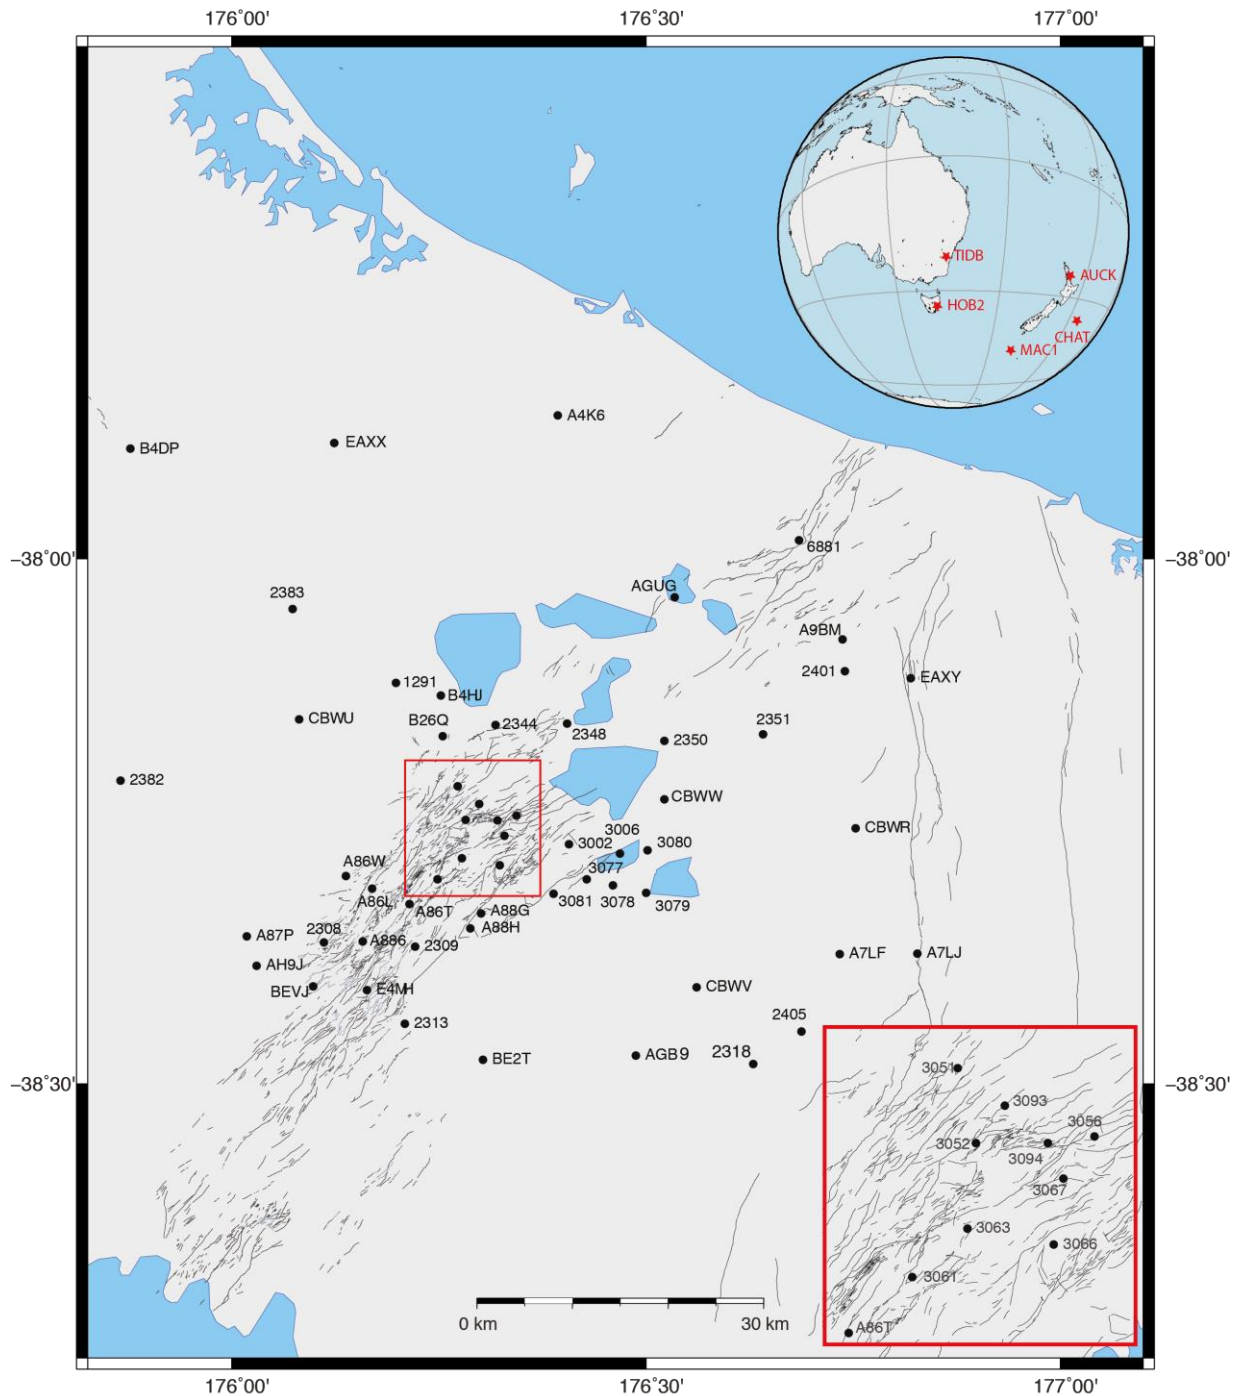 176°00'
176°30'
177°00'
TIDB
AUCK
HOB2
CHAT
MAC1
A4K6
EAXX
B4DP
6881
−38°00'
−38°00'
AGUG
2383
A9BM
2401
EAXY
1291
B4HJ
CBWU
B26Q
2344
2348
2351
2350
2382
CBWW
CBWR
3006
3002
3080
A86W
3077
A86L
3081
3078
3079
A86T
A88G
A88H
2308
A87P
A886
2309
A7LF
A7LJ
AH9J
BEVJ
E4MH
CBWV
2313
2405
2318
BE2T
AGB9
3051
−38°30'
−38°30'
3093
3056
3052
3094
3067
3063
3066
3061
A86T
0 km
30 km
176°00'
176°30'
177°00'